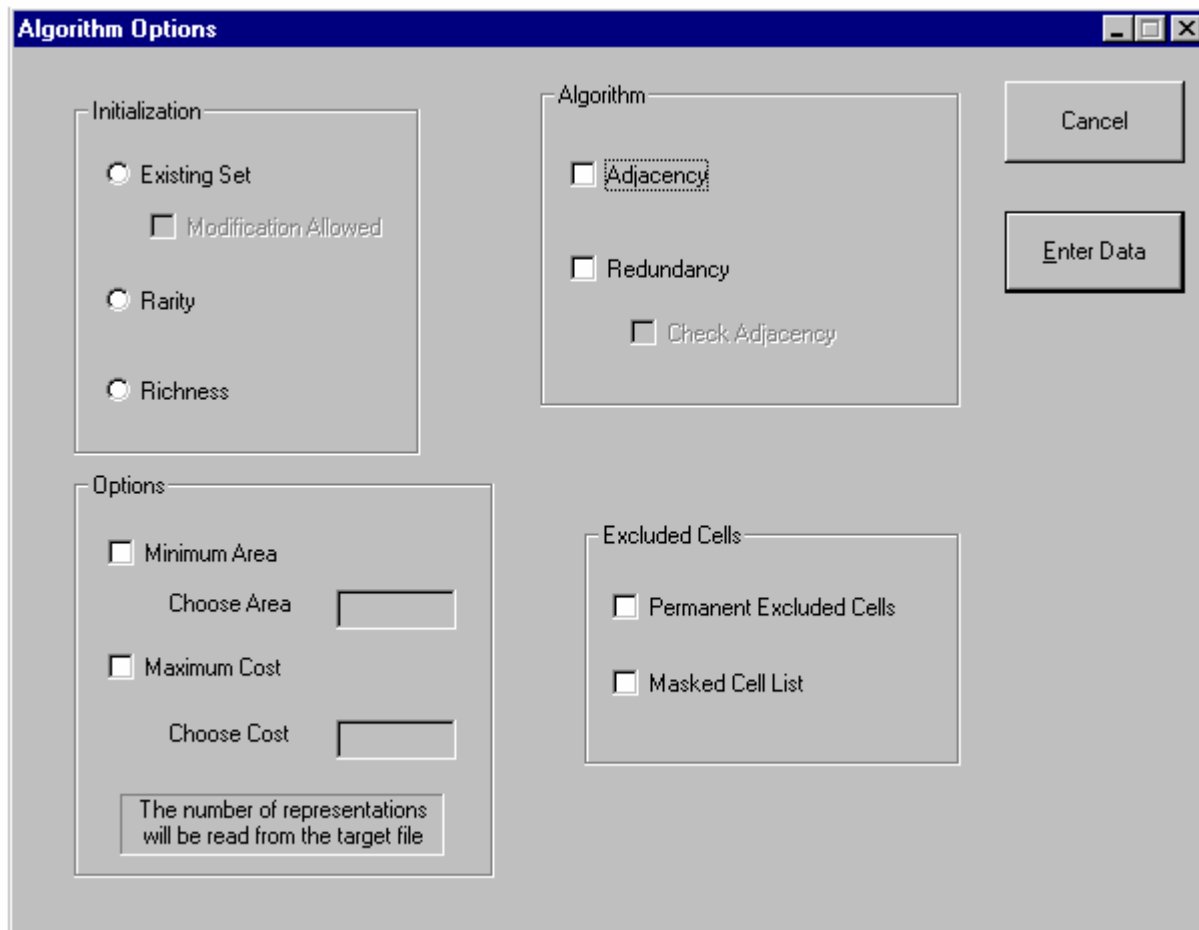 Algorithm Options
Initialization
Existing Set
Modification Allowed
Rarity
Richness
Algorithm
Adjacency
Redundancy
Check Adjacency
Cancel
Enter Data
Options
Minimum Area
Choose Area
Maximum Cost
Choose Cost
The number of representations
will be read from the target file
Excluded Cells
Permanent Excluded Cells
Masked Cell List